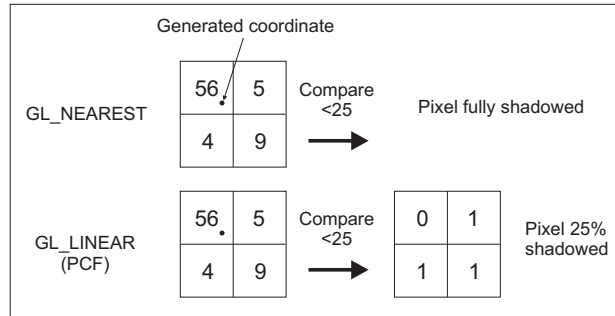 Generated coordinate
GL_NEAREST
56 5
4 9
Compare
<25
Pixel fully shadowed
GL_LINEAR
(PCF)
56 5
4 9
Compare
<25
0 1
1 1
Pixel 25%
shadowed